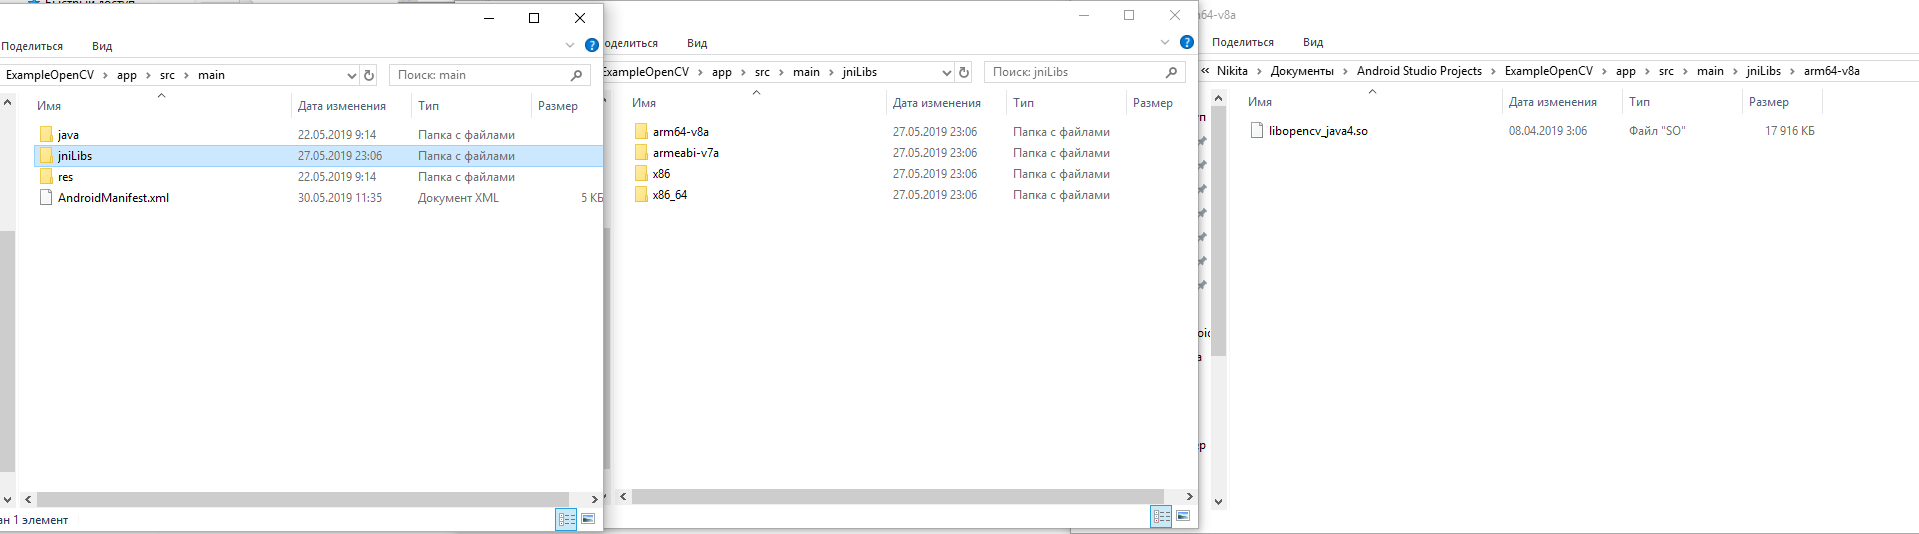 Быстрый доступ
Поделиться Вид
ExampleOpenCV app src main
Поиск: main
Имя Дата изменения Тип Размер
java 22.05.2019 9:14 Папка с файлами
jniLibs 27.05.2019 23:06 Папка с файлами
res 22.05.2019 9:14 Папка с файлами
AndroidManifest.xml 30.05.2019 11:35 Документ XML 5 КБ
ан 1 элемент
оделиться Вид
ExampleOpenCV app src main jniLibs
Поиск: jniLibs
Имя Дата изменения Тип Размер
arm64-v8a 27.05.2019 23:06 Папка с файлами
armeabi-v7a 27.05.2019 23:06 Папка с файлами
x86 27.05.2019 23:06 Папка с файлами
x86_64 27.05.2019 23:06 Папка с файлами
m64-v8a
Поделиться Вид
« Nikita Документы Android Studio Projects ExampleOpenCV app src main jniLibs arm64-v8a
Имя Дата изменения Тип Размер
libopencv_java4.so 08.04.2019 3:06 Файл "SO" 17 916 КБ